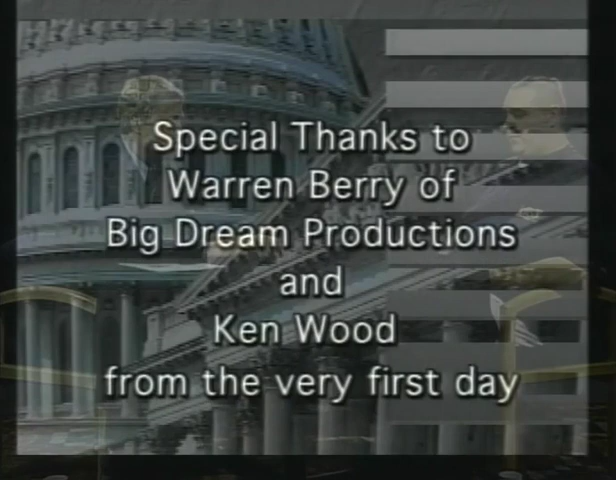 Special Thanks to
Warren Berry of
Big Dream Productions
and
Ken Wood
from the very first day